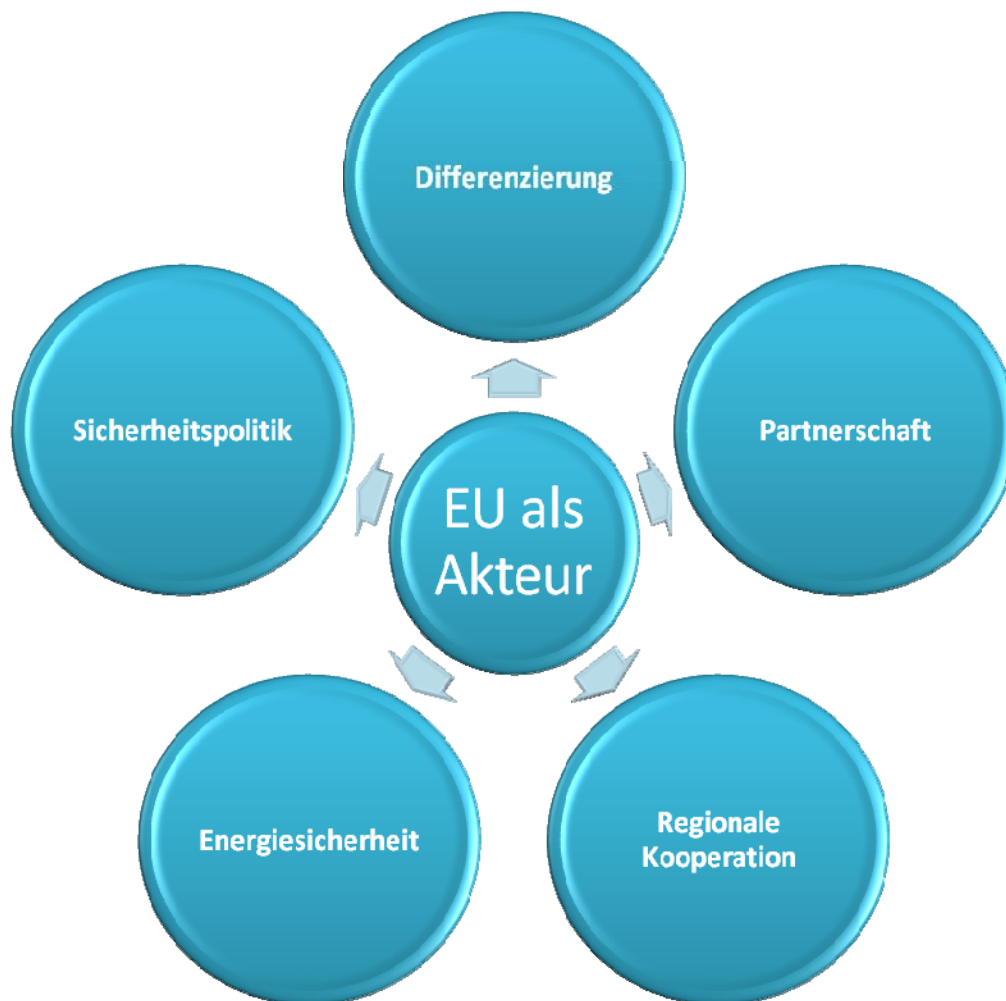 Differenzierung
Sicherheitspolitik
Partnerschaft
EU als
Akteur
Energiesicherheit
Regionale
Kooperation